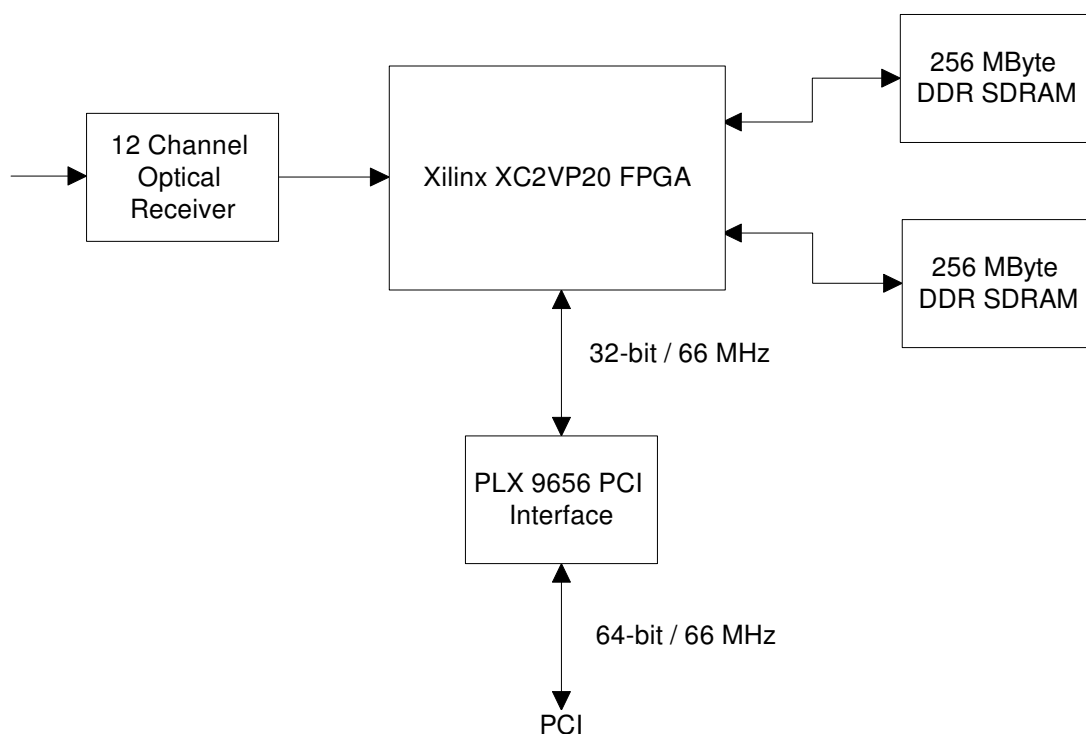 12 Channel
Optical
Receiver
Xilinx XC2VP20 FPGA
256 MByte
DDR SDRAM
256 MByte
DDR SDRAM
32-bit / 66 MHz
PLX 9656 PCI
Interface
64-bit / 66 MHz
PCI